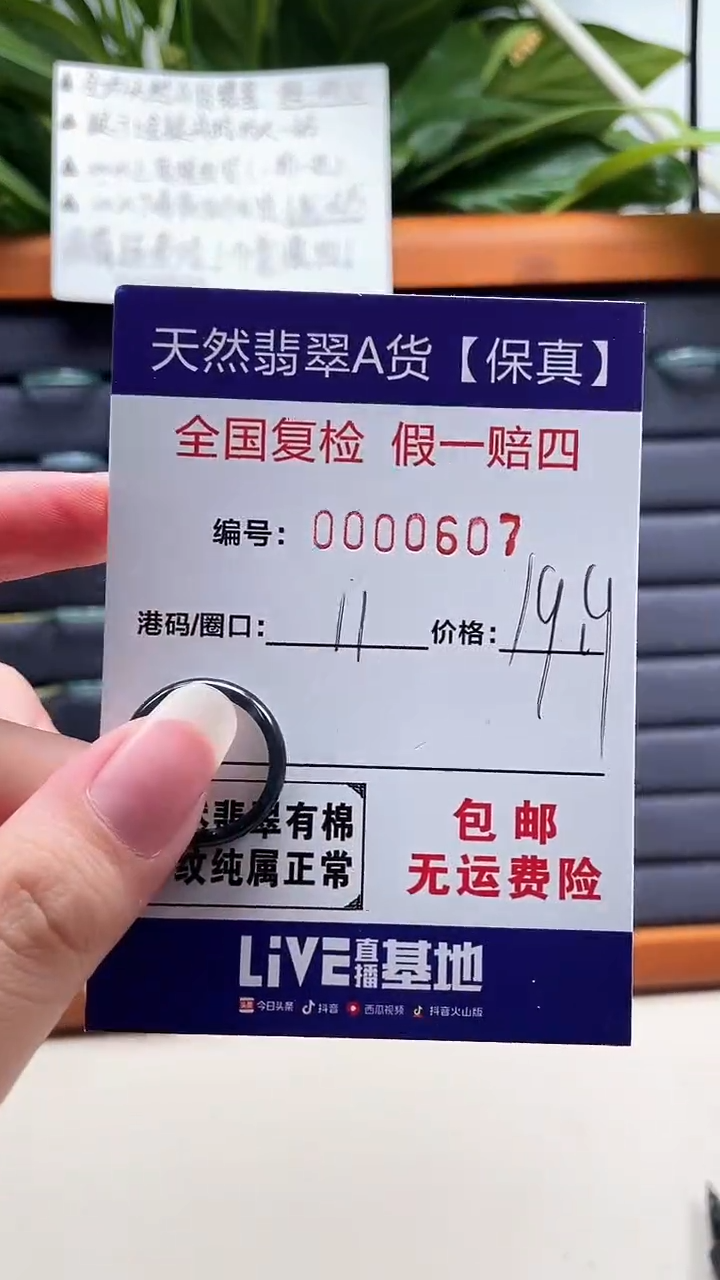 天然翡翠A货【保真】
全国复检 假一赔四
编号：0000607
港码/圈口：11 价格：199
翡翠有棉
纹纯属正常
包邮
无运费险
LiVE直播基地
今日头条 抖音 西瓜视频 抖音火山版